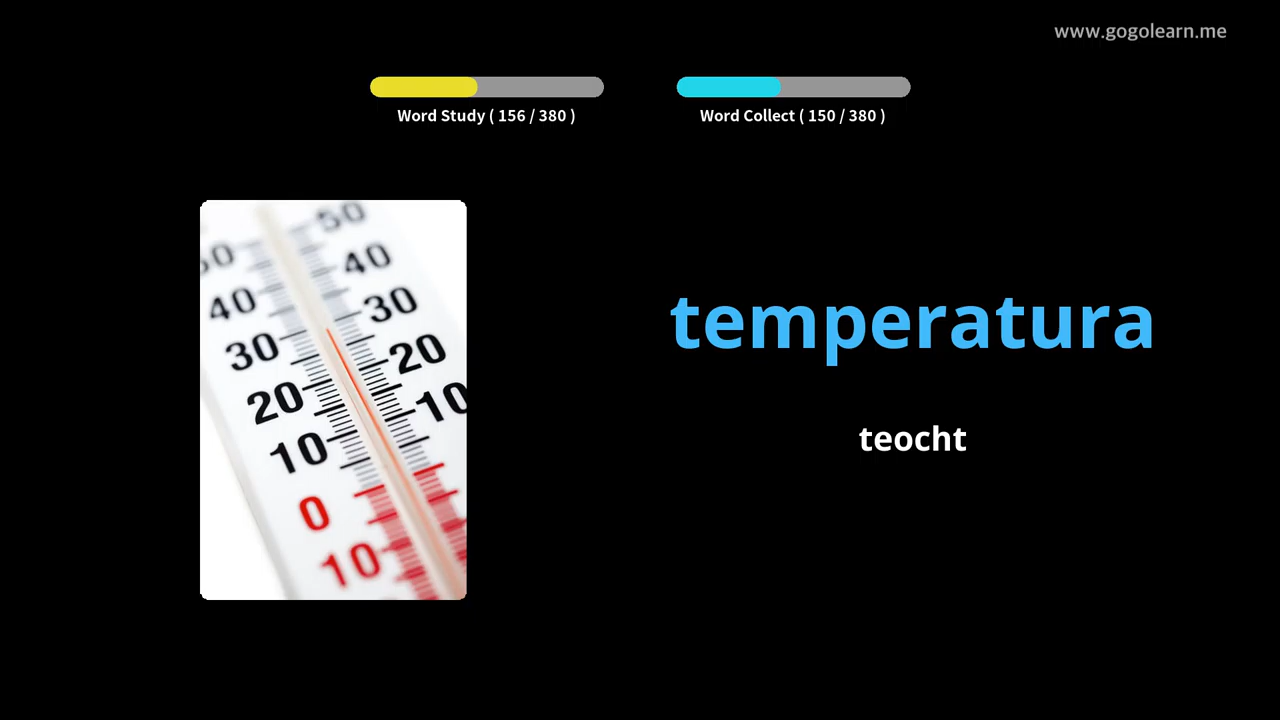 www.gogolearn.me
Word Study ( 156 / 380 )
Word Collect ( 150 / 380 )
50
50
40
40
30
30
20
20
10
10
0
10
temperatura
teocht